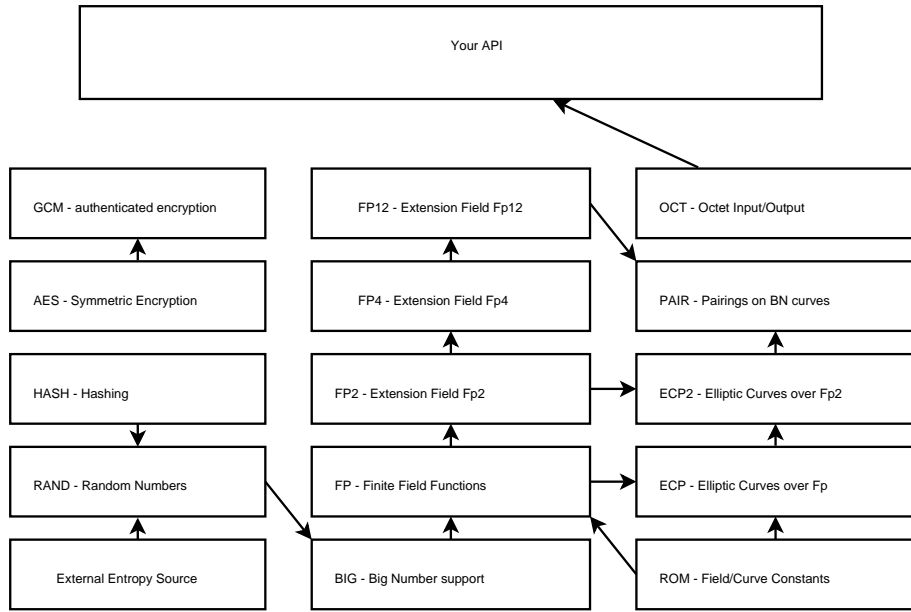 Your API
GCM - authenticated encryption
FP12 - Extension Field Fp12
OCT - Octet Input/Output
AES - Symmetric Encryption
FP4 - Extension Field Fp4
PAIR - Pairings on BN curves
HASH - Hashing
FP2 - Extension Field Fp2
ECP2 - Elliptic Curves over Fp2
RAND - Random Numbers
FP - Finite Field Functions
ECP - Elliptic Curves over Fp
External Entropy Source
BIG - Big Number support
ROM - Field/Curve Constants